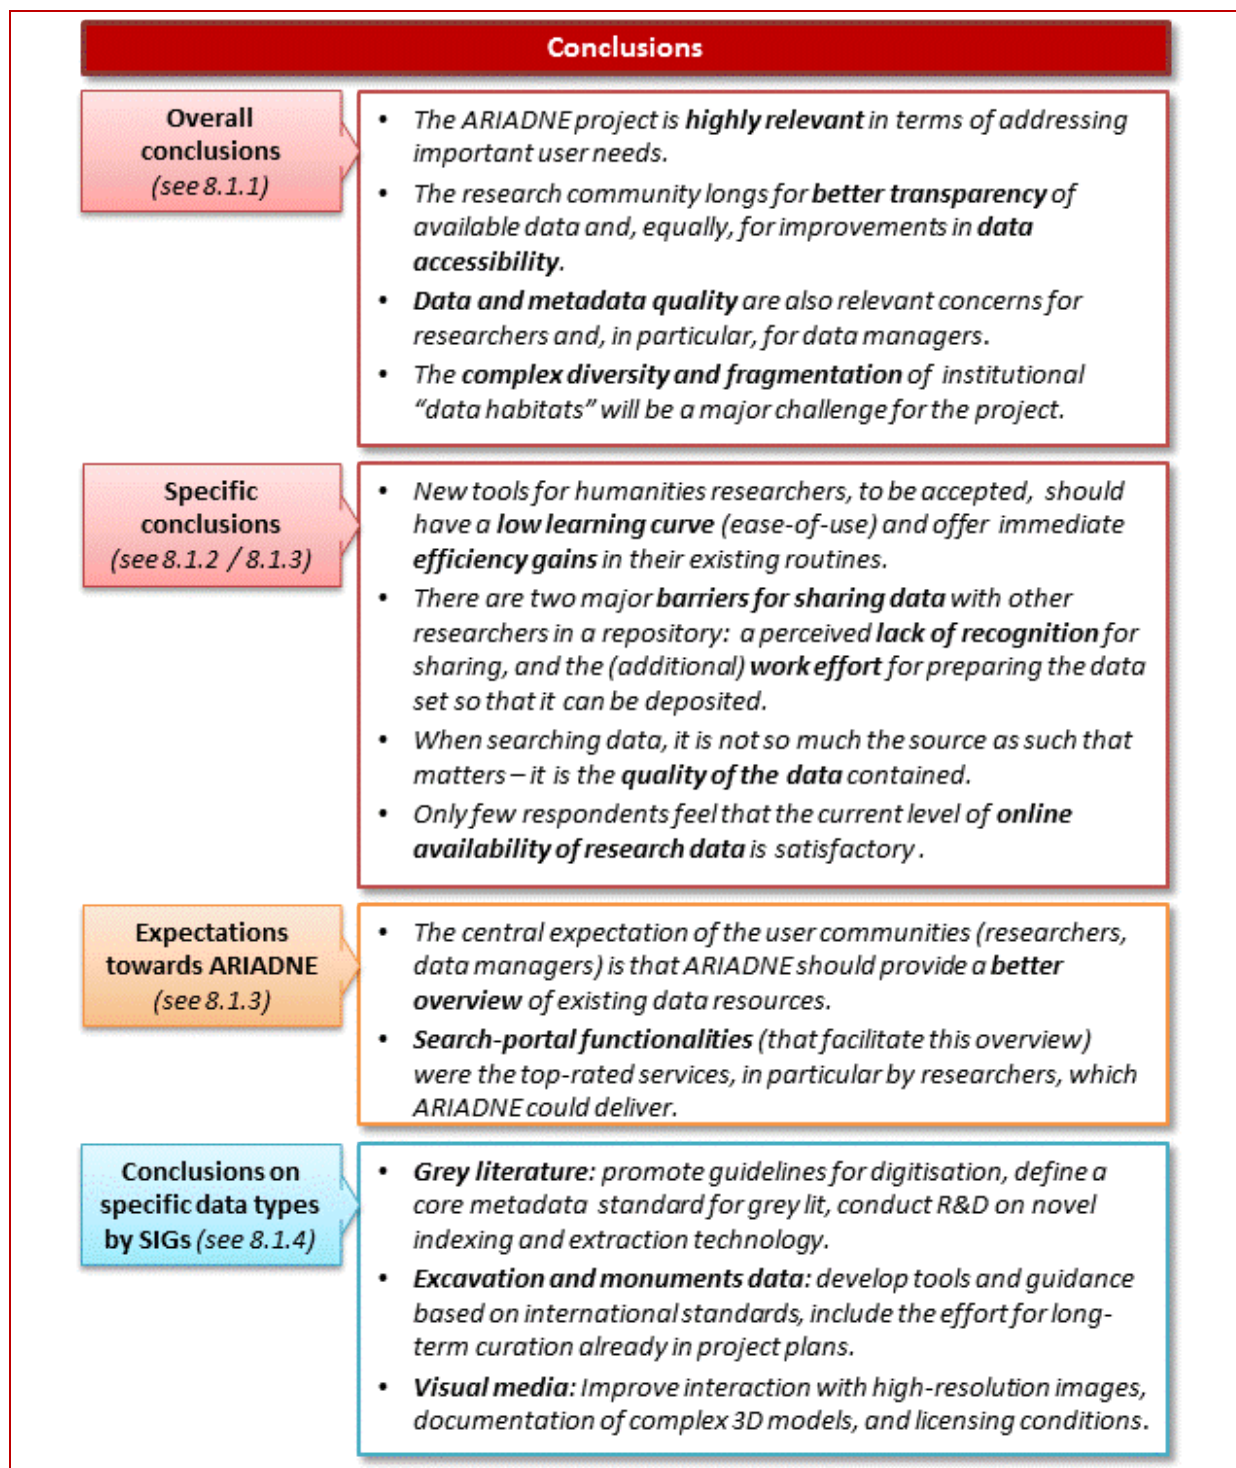 Conclusions
Overall
conclusions
(see 8.1.1)
• The ARIADNE project is highly relevant in terms of addressing
important user needs.
• The research community longs for better transparency of
available data and, equally, for improvements in data
accessibility.
• Data and metadata quality are also relevant concerns for
researchers and, in particular, for data managers.
• The complex diversity and fragmentation of institutional
“data habitats” will be a major challenge for the project.
Specific
conclusions
(see 8.1.2 / 8.1.3)
• New tools for humanities researchers, to be accepted, should
have a low learning curve (ease-of-use) and offer immediate
efficiency gains in their existing routines.
• There are two major barriers for sharing data with other
researchers in a repository: a perceived lack of recognition for
sharing, and the (additional) work effort for preparing the data
set so that it can be deposited.
• When searching data, it is not so much the source as such that
matters – it is the quality of the data contained.
• Only few respondents feel that the current level of online
availability of research data is satisfactory .
Expectations
towards ARIADNE
(see 8.1.3)
• The central expectation of the user communities (researchers,
data managers) is that ARIADNE should provide a better
overview of existing data resources.
• Search-portal functionalities (that facilitate this overview)
were the top-rated services, in particular by researchers, which
ARIADNE could deliver.
Conclusions on
specific data types
by SIGs (see 8.1.4)
• Grey literature: promote guidelines for digitisation, define a
core metadata standard for grey lit, conduct R&D on novel
indexing and extraction technology.
• Excavation and monuments data: develop tools and guidance
based on international standards, include the effort for long-
term curation already in project plans.
• Visual media: Improve interaction with high-resolution images,
documentation of complex 3D models, and licensing conditions.